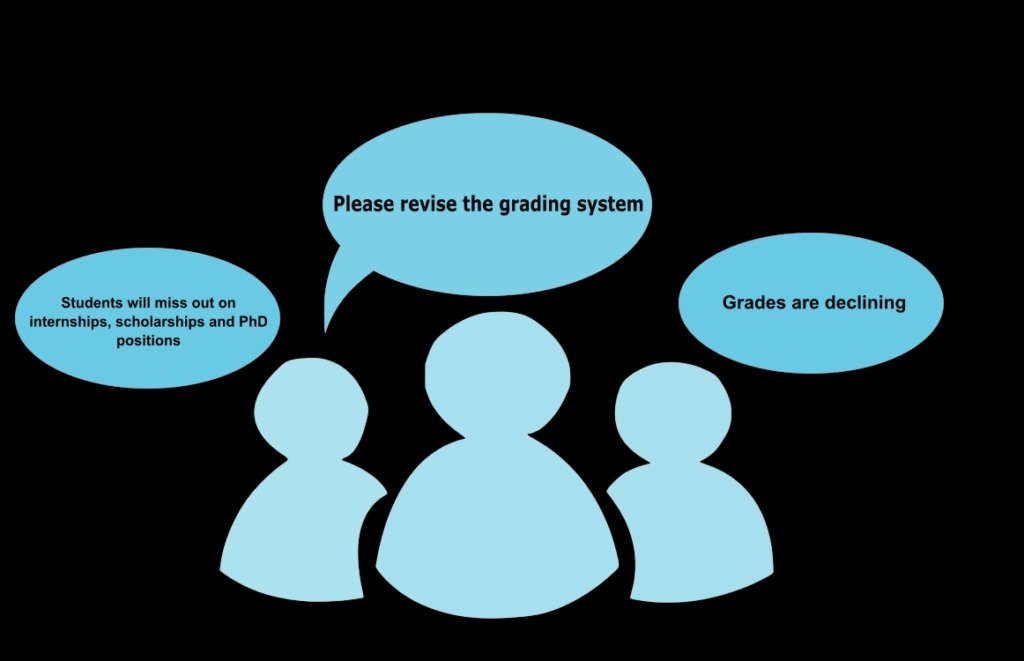 Please revise the grading system
Students will miss out on
internships, scholarships and PhD
positions
Grades are declining